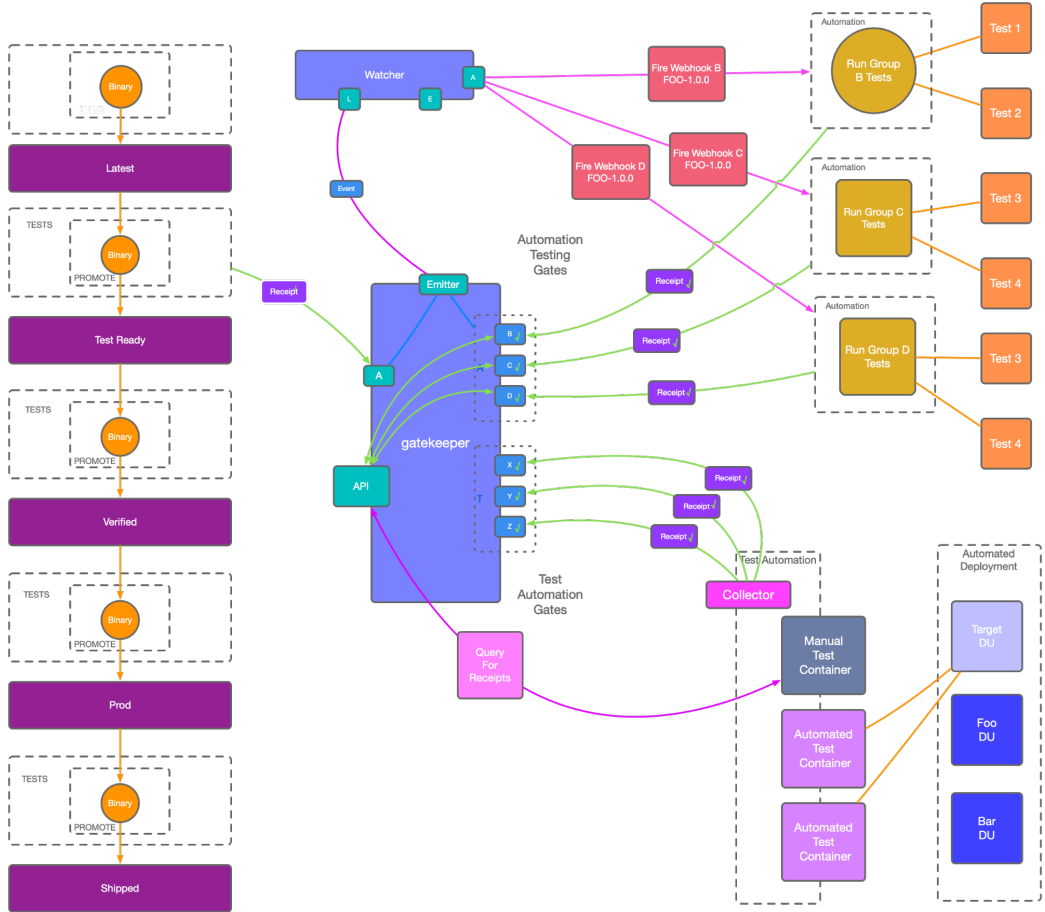 Binary
Latest
TESTS
Binary
PROMOTE
Test Ready
TESTS
Binary
PROMOTE
Verified
TESTS
Binary
PROMOTE
Prod
TESTS
Binary
PROMOTE
Shipped
Receipt
Watcher
L
E
A
Event
Emitter
A
gatekeeper
API
Automation
Testing
Gates
A
B √
C √
D √
T
X √
Y √
Z √
Test
Automation
Gates
Query
For
Receipts
Fire Webhook B
FOO-1.0.0
Fire Webhook C
FOO-1.0.0
Fire Webhook D
FOO-1.0.0
Receipt √
Receipt √
Receipt √
Receipt √
Receipt √
Receipt √
Automation
Run Group
B Tests
Automation
Run Group C
Tests
Automation
Run Group D
Tests
Test 1
Test 2
Test 3
Test 4
Test 3
Test 4
Test Automation
Collector
Manual
Test
Container
Automated
Test
Container
Automated
Test
Container
Automated
Deployment
Target
DU
Foo
DU
Bar
DU